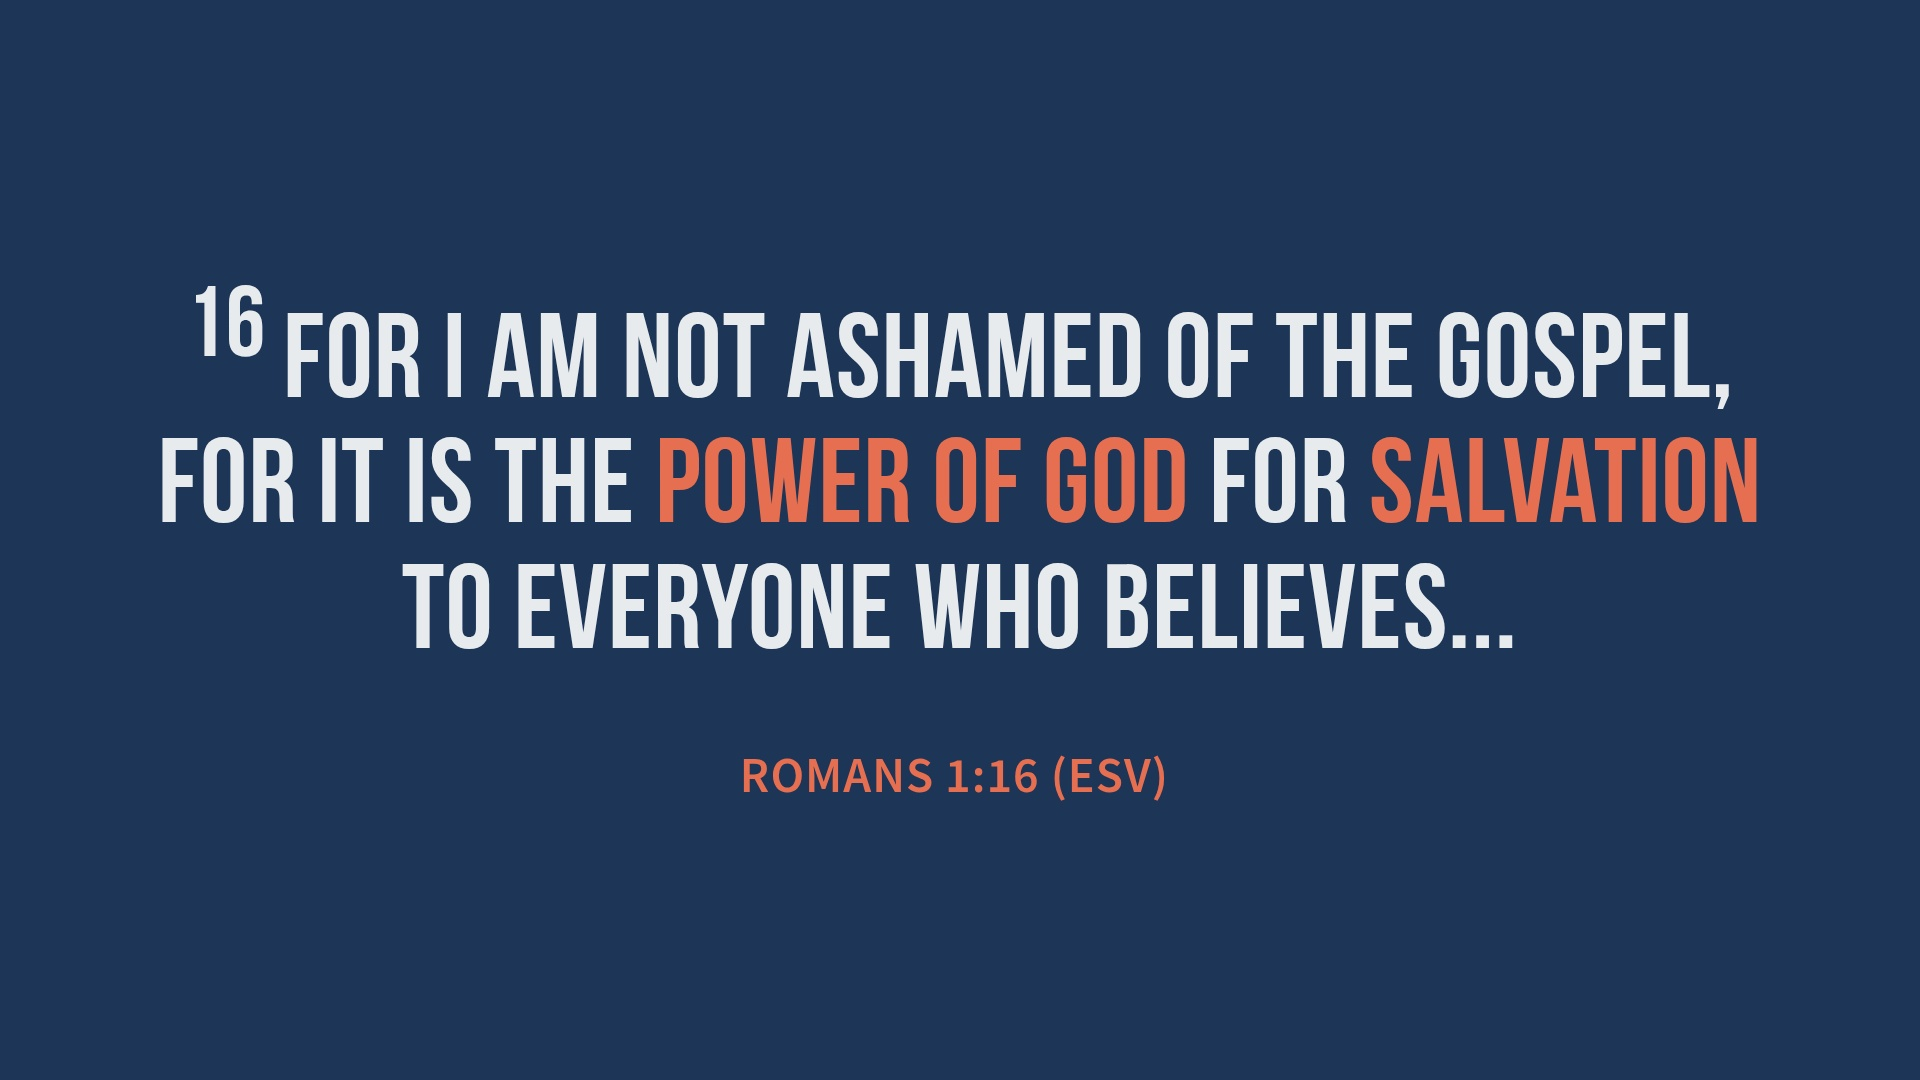 16 FOR I AM NOT ASHAMED OF THE GOSPEL,
FOR IT IS THE POWER OF GOD FOR SALVATION
TO EVERYONE WHO BELIEVES...
ROMANS 1:16 (ESV)